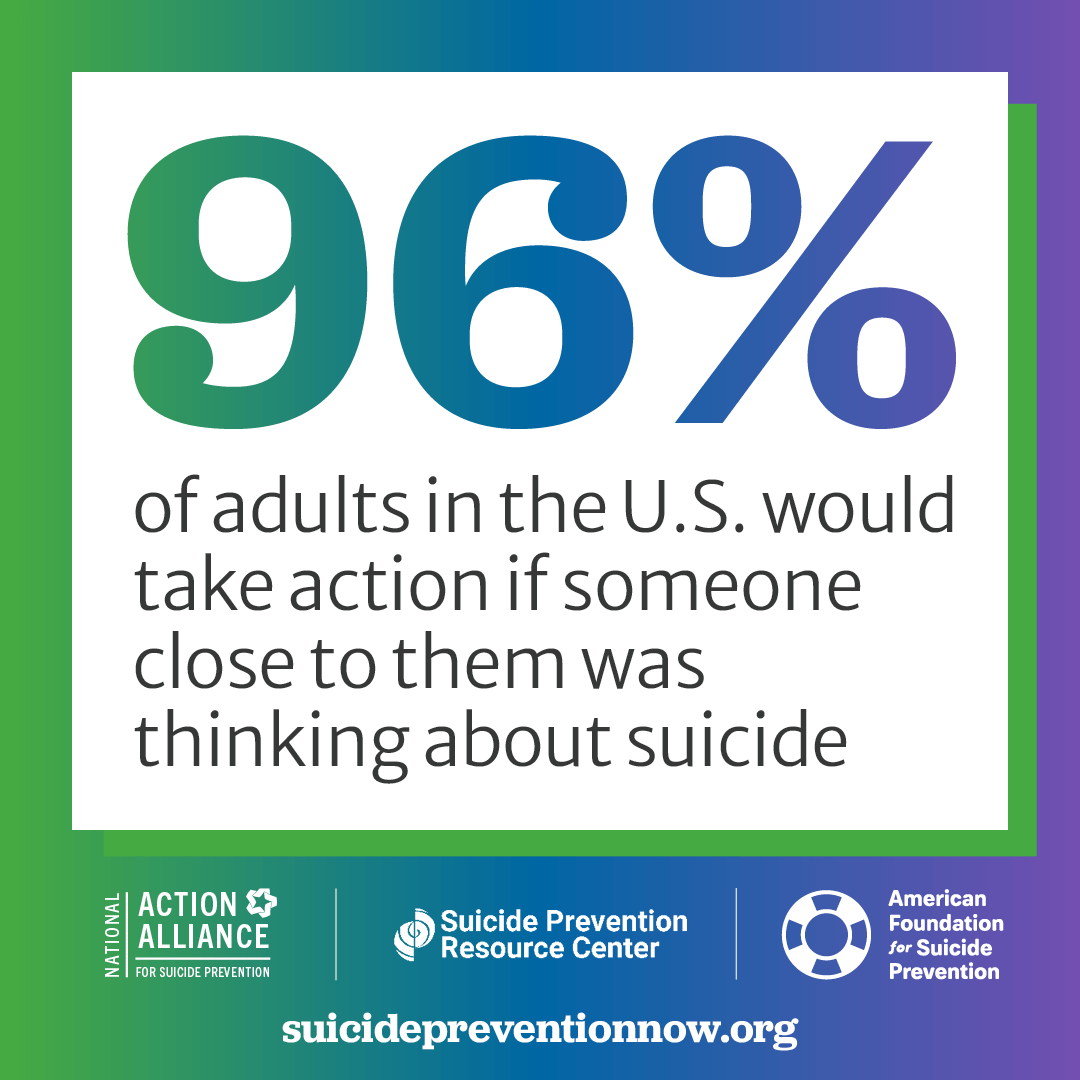 96%
of adults in the U.S. would
take action if someone
close to them was
thinking about suicide
NATIONAL
ACTION
ALLIANCE
FOR SUICIDE PREVENTION
Suicide Prevention
Resource Center
American
Foundation
for Suicide
Prevention
suicidepreventionnow.org